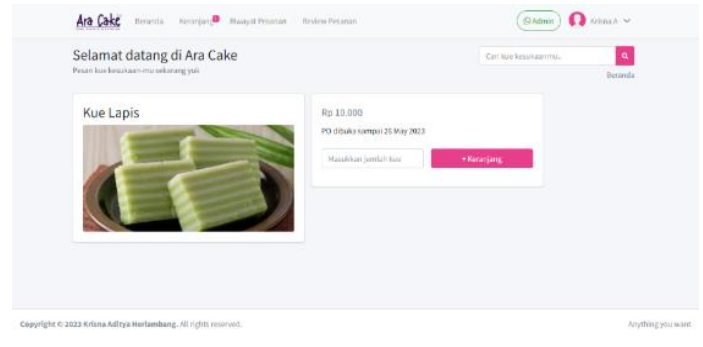 Ara Cake Beranda Keranjang Riwayat Pesanan Review Pesanan Admin Krisna A
Selamat datang di Ara Cake
Pesan kue kesukaan-mu sekarang yuk
Cari kue kesukaanmu..
Beranda
Kue Lapis
Rp 10.000
PO dibuka sampai 26 May 2023
Masukkan jumlah kue + Keranjang
Copyright © 2023 Krisna Aditya Herlambang. All rights reserved. Anything you want